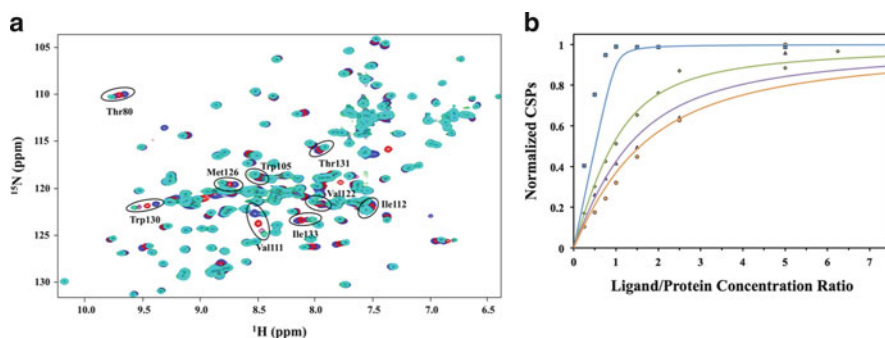 a
105
110
115
120
125
130
¹⁵N (ppm)
Thr80
Met126
Trp105
Thr131
Val122
Trp130
Ile112
Ile133
Val111
10.0
9.5
9.0
8.5
8.0
7.5
7.0
6.5
¹H (ppm)
b
1
0.8
0.6
0.4
0.2
0
Normalized CSPs
0
1
2
3
4
5
6
7
Ligand/Protein Concentration Ratio